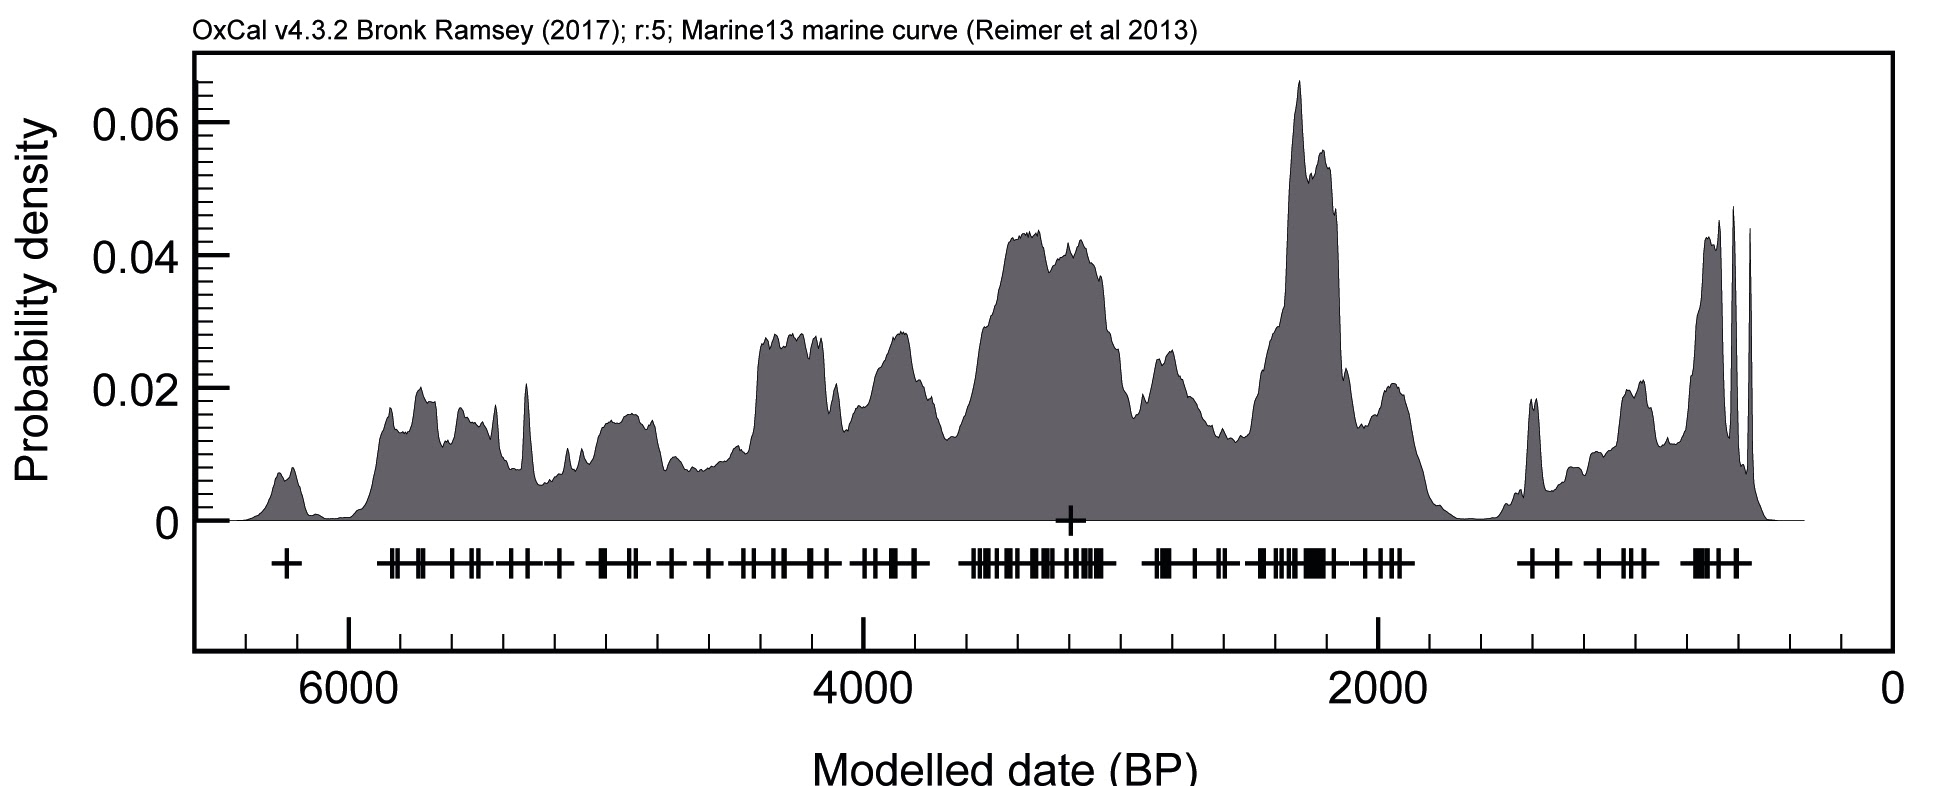 OxCal v4.3.2 Bronk Ramsey (2017); r:5; Marine13 marine curve (Reimer et al 2013)
Probability density
0.06
0.04
0.02
0
6000 4000 2000 0
Modelled date (BP)